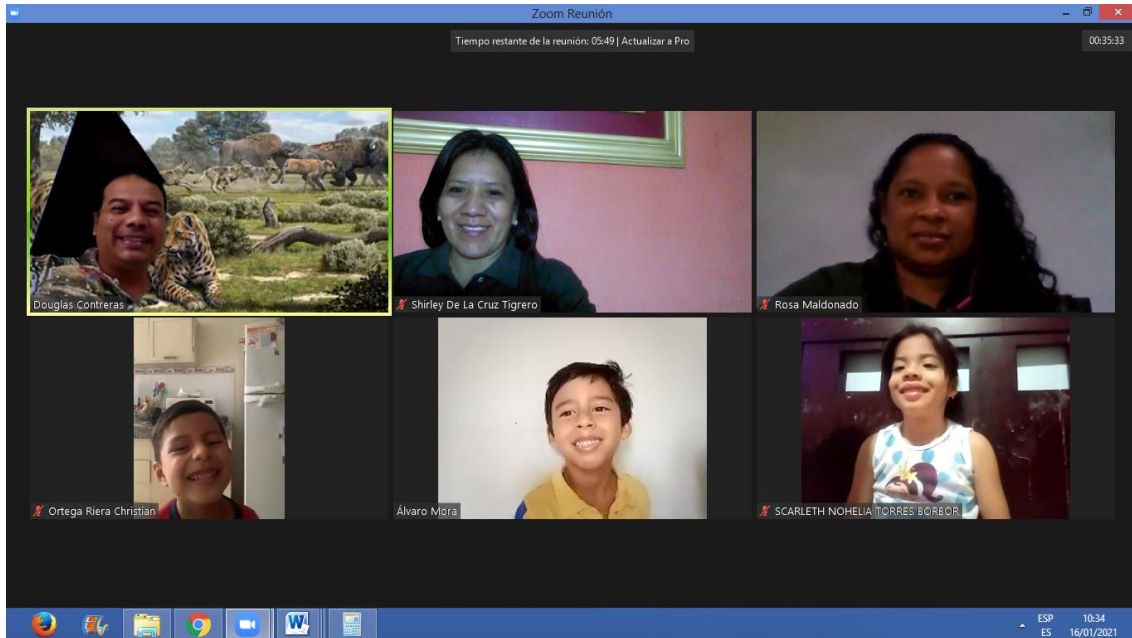 Zoom Reunión
Tiempo restante de la reunión: 05:49 | Actualizar a Pro
00:35:33
Douglas Contreras
Shirley De La Cruz Tigrero
Rosa Maldonado
Ortega Riera Christian
Álvaro Mora
SCARLETH NOHELIA TORRES BORBOR
ESP
ES
10:34
16/01/2021